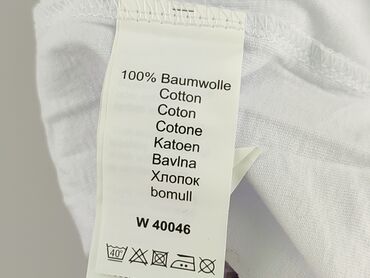 100% Baumwolle
Cotton
Coton
Cotone
Katoen
Bavlna
Хлопок
bomull
W 40046
40°